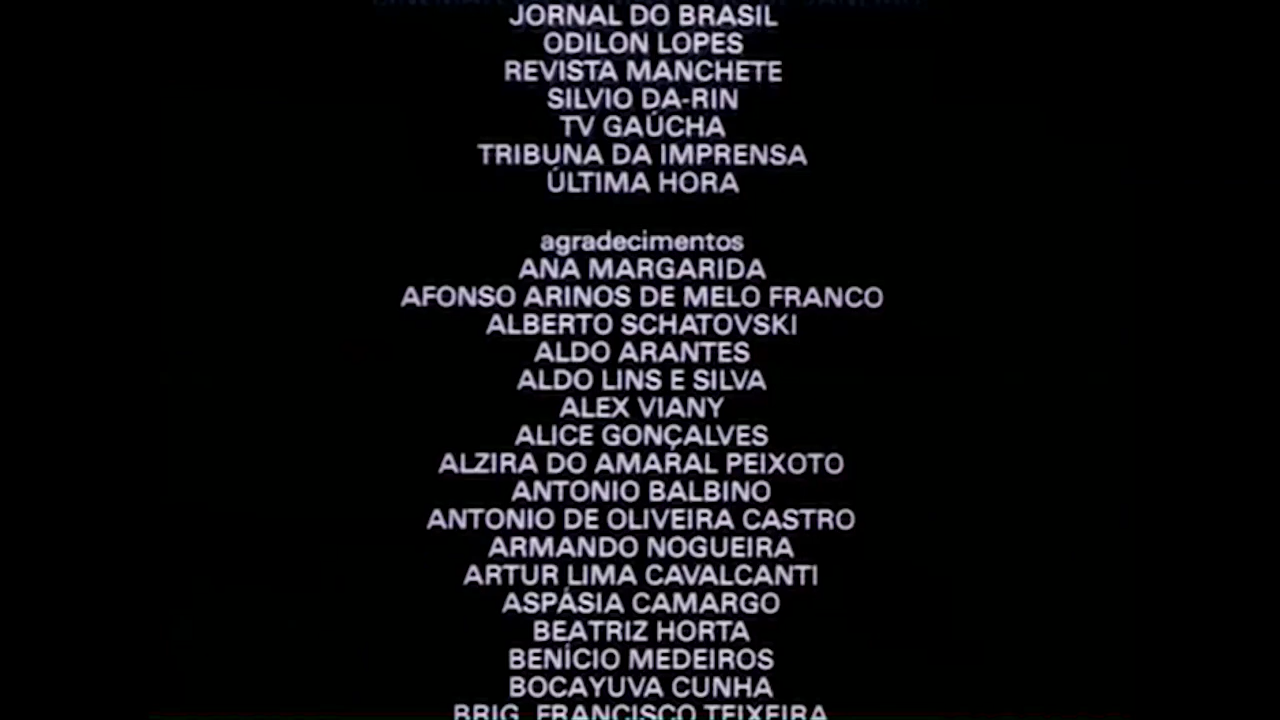 JORNAL DO BRASIL
ODILON LOPES
REVISTA MANCHETE
SILVIO DA-RIN
TV GAÚCHA
TRIBUNA DA IMPRENSA
ÚLTIMA HORA
agradecimentos
ANA MARGARIDA
AFONSO ARINOS DE MELO FRANCO
ALBERTO SCHATOVSKI
ALDO ARANTES
ALDO LINS E SILVA
ALEX VIANY
ALICE GONÇALVES
ALZIRA DO AMARAL PEIXOTO
ANTONIO BALBINO
ANTONIO DE OLIVEIRA CASTRO
ARMANDO NOGUEIRA
ARTUR LIMA CAVALCANTI
ASPÁSIA CAMARGO
BEATRIZ HORTA
BENÍCIO MEDEIROS
BOCAYUVA CUNHA
BRIG. FRANCISCO TEIXEIRA